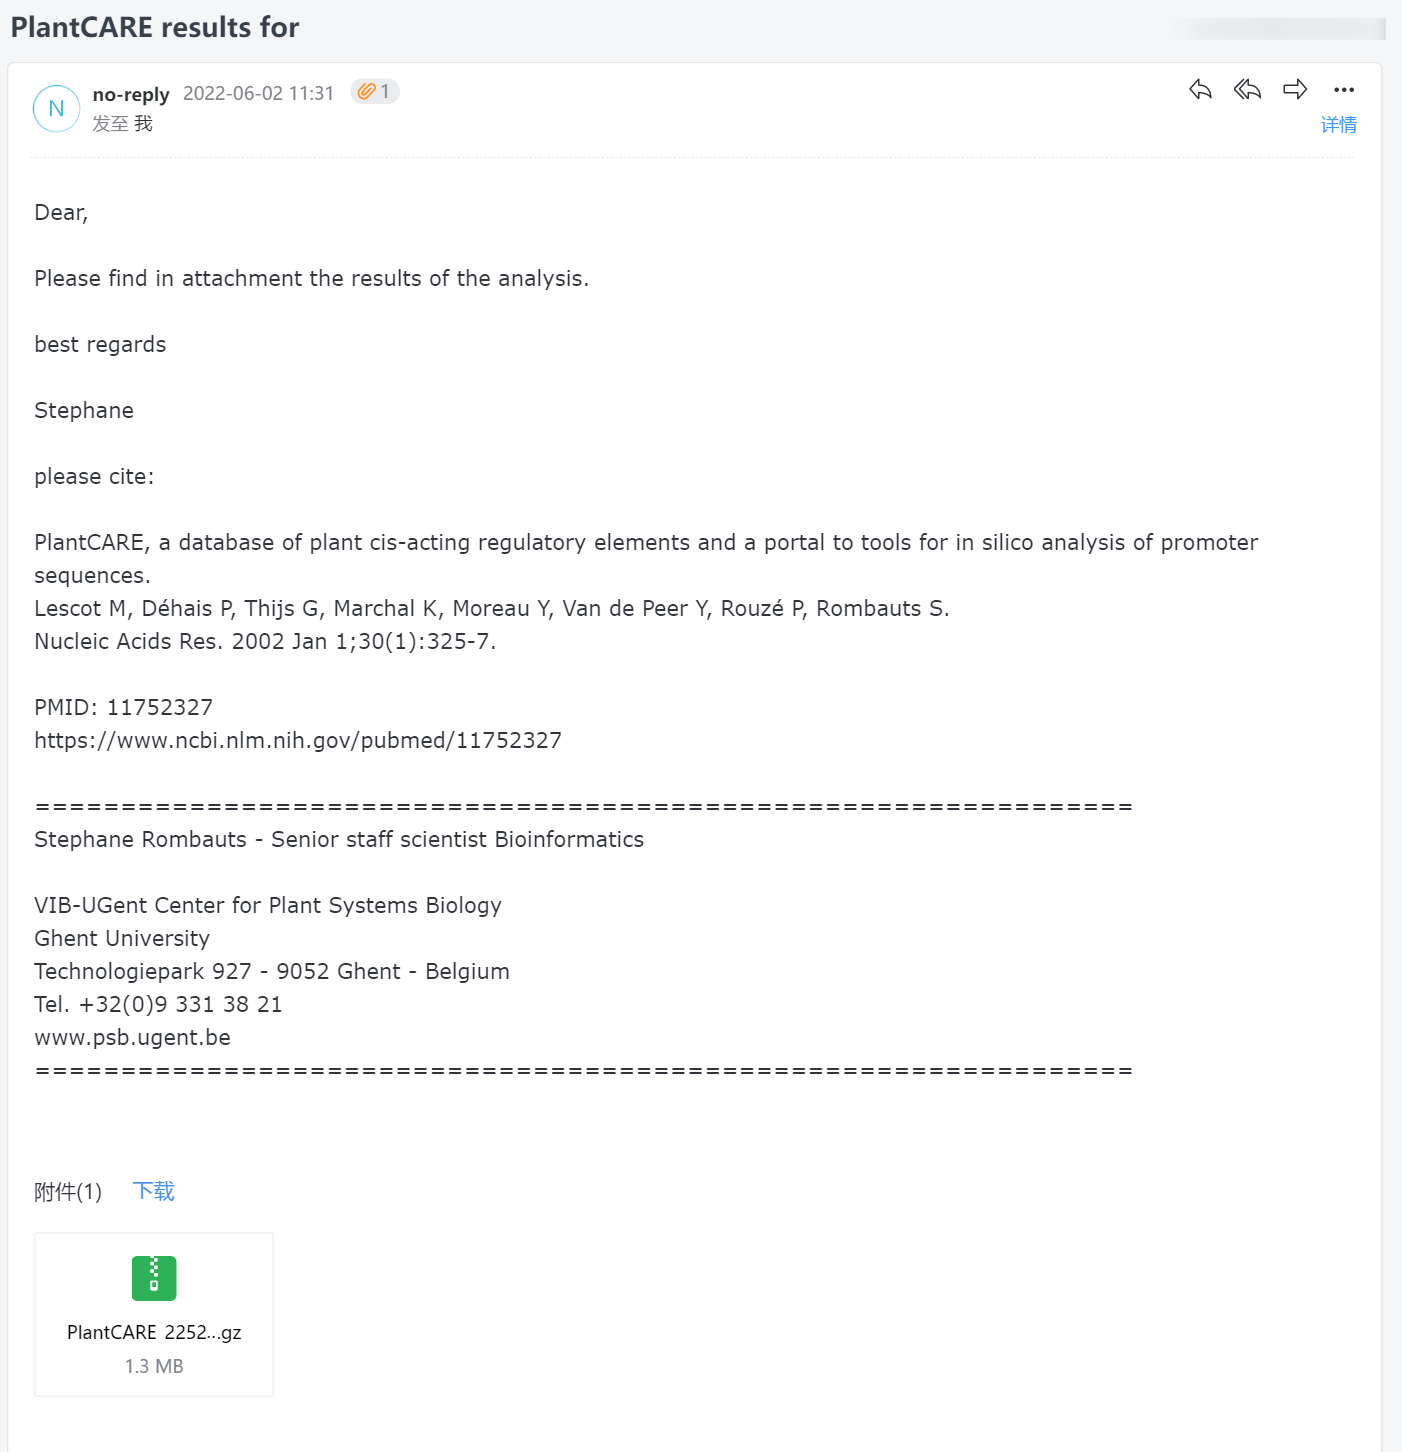 PlantCARE results for
N
no-reply 2022-06-02 11:31 1
发至 我
详情
Dear,
Please find in attachment the results of the analysis.
best regards
Stephane
please cite:
PlantCARE, a database of plant cis-acting regulatory elements and a portal to tools for in silico analysis of promoter
sequences.
Lescot M, Déhais P, Thijs G, Marchal K, Moreau Y, Van de Peer Y, Rouzé P, Rombauts S.
Nucleic Acids Res. 2002 Jan 1;30(1):325-7.
PMID: 11752327
https://www.ncbi.nlm.nih.gov/pubmed/11752327
================================================================
Stephane Rombauts - Senior staff scientist Bioinformatics
VIB-UGent Center for Plant Systems Biology
Ghent University
Technologiepark 927 - 9052 Ghent - Belgium
Tel. +32(0)9 331 38 21
www.psb.ugent.be
================================================================
附件(1) 下载
PlantCARE 2252...gz
1.3 MB